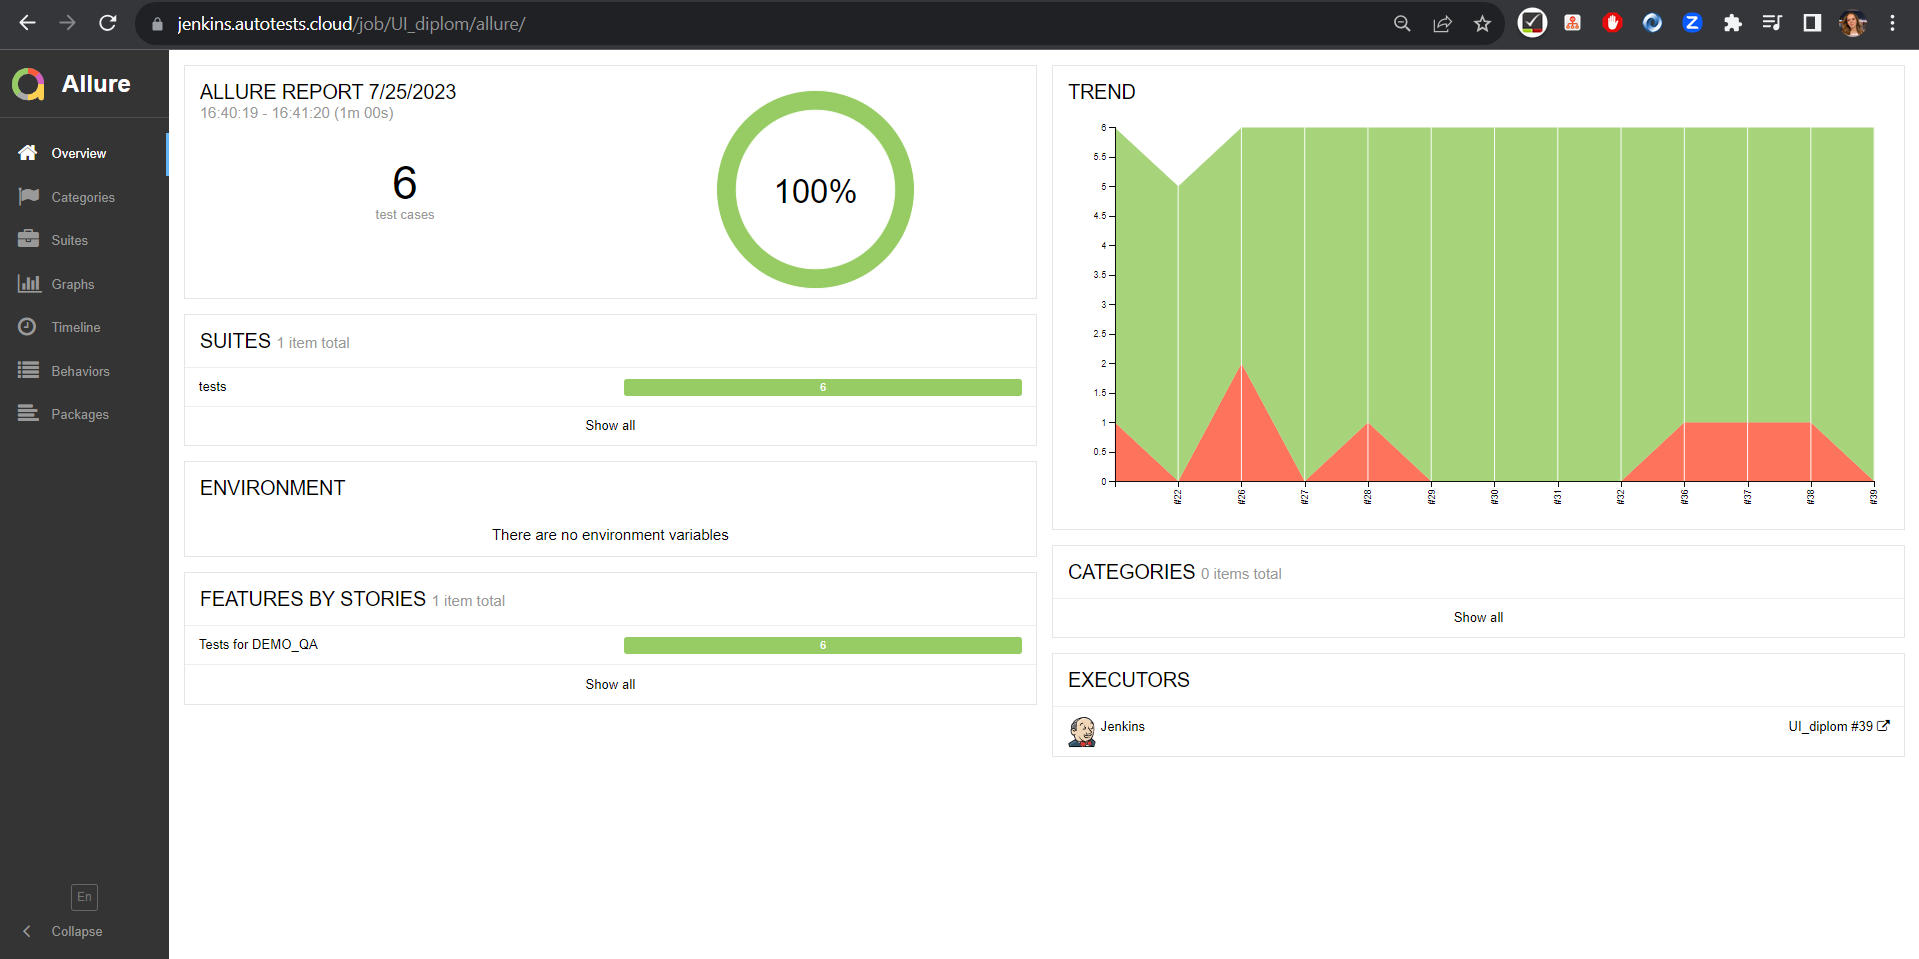 jenkins.autotests.cloud/job/UI_diplom/allure/
Allure
Overview
Categories
Suites
Graphs
Timeline
Behaviors
Packages
En
Collapse
ALLURE REPORT 7/25/2023
16:40:19 - 16:41:20 (1m 00s)
6
test cases
100%
SUITES 1 item total
tests 6
Show all
ENVIRONMENT
There are no environment variables
FEATURES BY STORIES 1 item total
Tests for DEMO_QA 6
Show all
TREND
6
5.5
5
4.5
4
3.5
3
2.5
2
1.5
1
0.5
0
#22 #26 #27 #28 #29 #30 #31 #32 #36 #37 #38 #39
CATEGORIES 0 items total
Show all
EXECUTORS
Jenkins UI_diplom #39